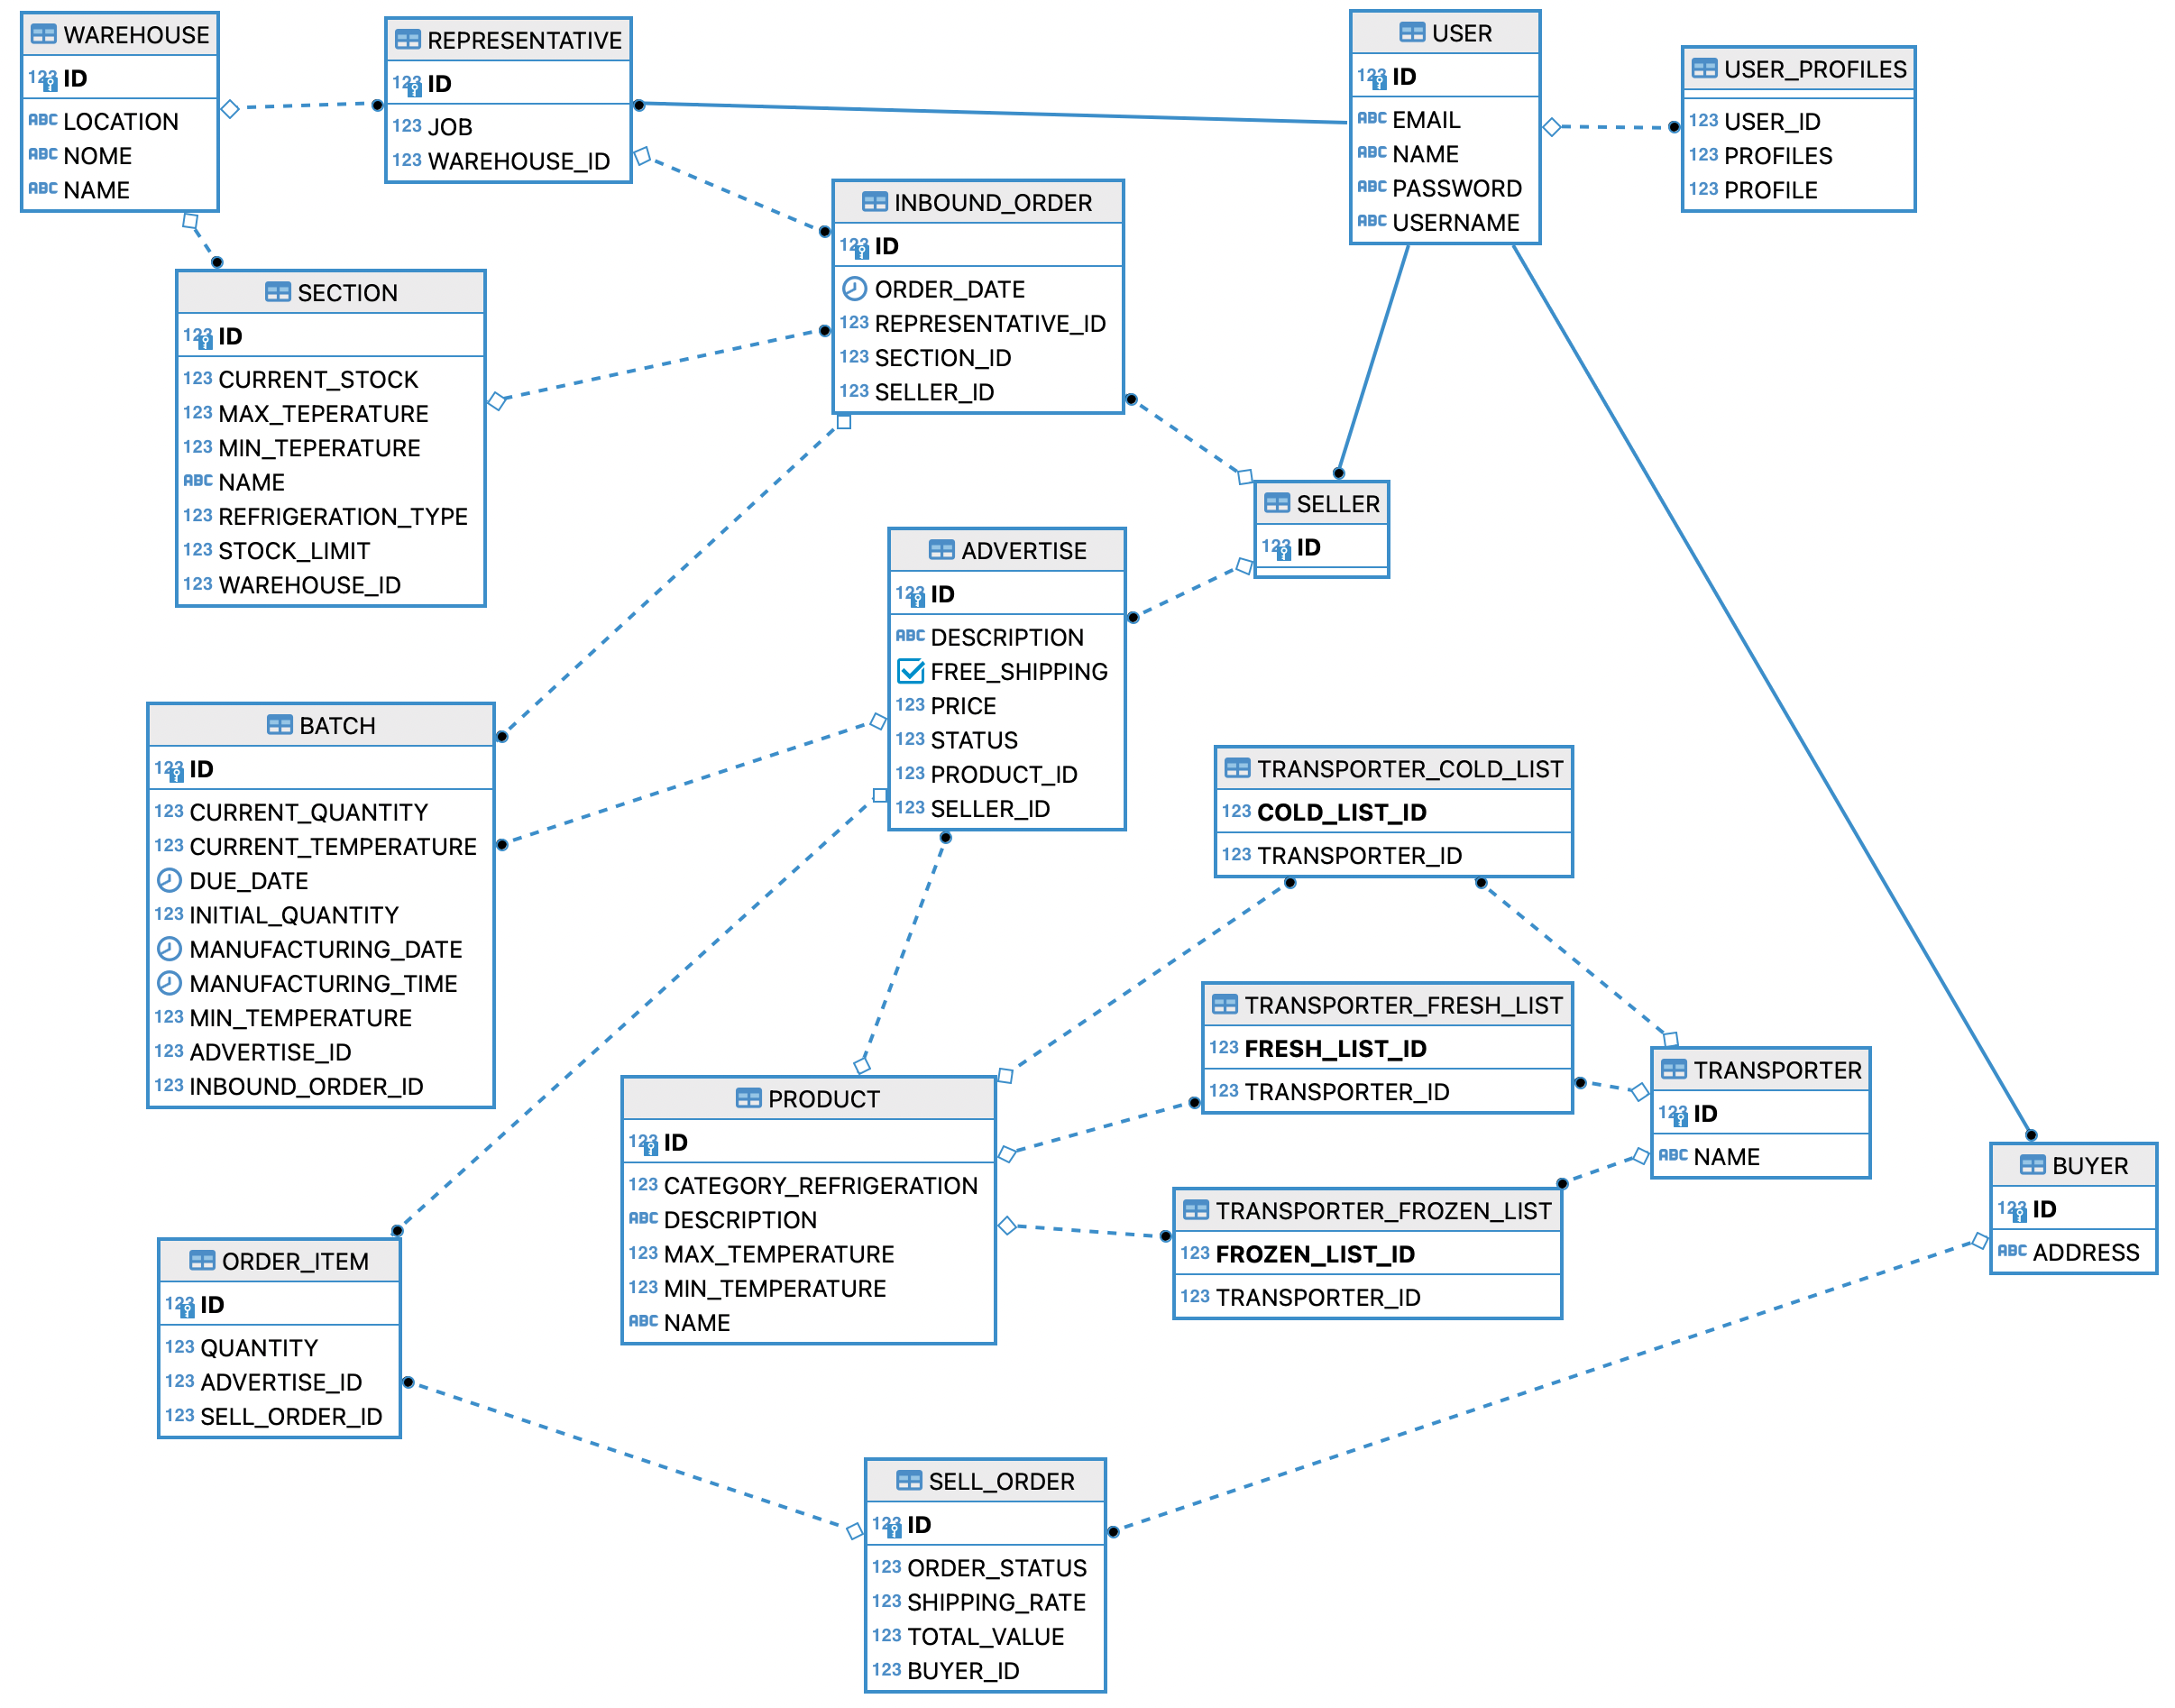 WAREHOUSE
123 ID
ABC LOCATION
ABC NOME
ABC NAME
REPRESENTATIVE
123 ID
123 JOB
123 WAREHOUSE_ID
USER
123 ID
ABC EMAIL
ABC NAME
ABC PASSWORD
ABC USERNAME
USER_PROFILES
123 USER_ID
123 PROFILES
123 PROFILE
INBOUND_ORDER
123 ID
ORDER_DATE
123 REPRESENTATIVE_ID
123 SECTION_ID
123 SELLER_ID
SECTION
123 ID
123 CURRENT_STOCK
123 MAX_TEPERATURE
123 MIN_TEPERATURE
ABC NAME
123 REFRIGERATION_TYPE
123 STOCK_LIMIT
123 WAREHOUSE_ID
SELLER
123 ID
ADVERTISE
123 ID
ABC DESCRIPTION
FREE_SHIPPING
123 PRICE
123 STATUS
123 PRODUCT_ID
123 SELLER_ID
BATCH
123 ID
123 CURRENT_QUANTITY
123 CURRENT_TEMPERATURE
DUE_DATE
123 INITIAL_QUANTITY
MANUFACTURING_DATE
MANUFACTURING_TIME
123 MIN_TEMPERATURE
123 ADVERTISE_ID
123 INBOUND_ORDER_ID
TRANSPORTER_COLD_LIST
123 COLD_LIST_ID
123 TRANSPORTER_ID
TRANSPORTER_FRESH_LIST
123 FRESH_LIST_ID
123 TRANSPORTER_ID
TRANSPORTER
123 ID
ABC NAME
PRODUCT
123 ID
123 CATEGORY_REFRIGERATION
ABC DESCRIPTION
123 MAX_TEMPERATURE
123 MIN_TEMPERATURE
ABC NAME
TRANSPORTER_FROZEN_LIST
123 FROZEN_LIST_ID
123 TRANSPORTER_ID
BUYER
123 ID
ABC ADDRESS
ORDER_ITEM
123 ID
123 QUANTITY
123 ADVERTISE_ID
123 SELL_ORDER_ID
SELL_ORDER
123 ID
123 ORDER_STATUS
123 SHIPPING_RATE
123 TOTAL_VALUE
123 BUYER_ID